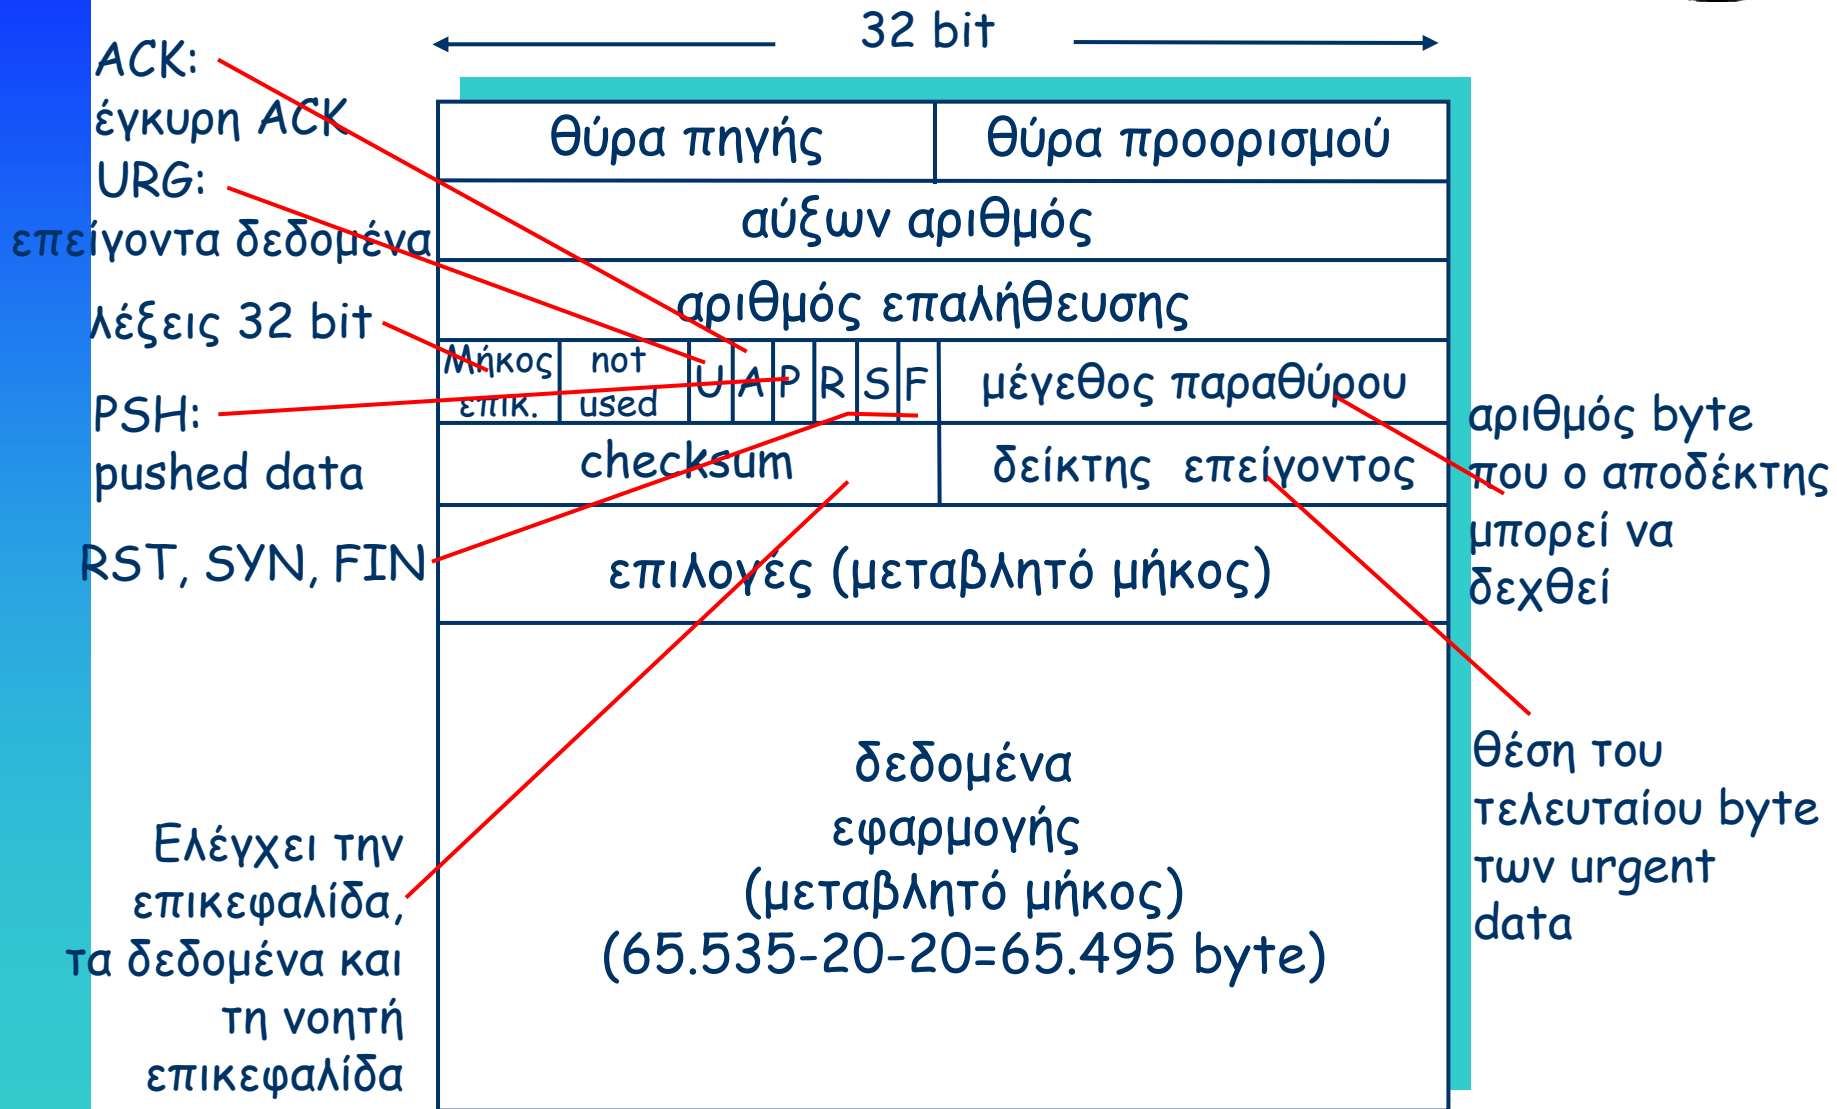 32 bit
ACK:
έγκυρη ACK
URG:
επείγοντα δεδομένα
λέξεις 32 bit
PSH:
pushed data
RST, SYN, FIN
Ελέγχει την
επικεφαλίδα,
τα δεδομένα και
τη νοητή
επικεφαλίδα
θύρα πηγής
θύρα προορισμού
αύξων αριθμός
αριθμός επαλήθευσης
Μήκος
επικ.
not
used
U A P R S F
μέγεθος παραθύρου
checksum
δείκτης επείγοντος
επιλογές (μεταβλητό μήκος)
δεδομένα
εφαρμογής
(μεταβλητό μήκος)
(65.535-20-20=65.495 byte)
αριθμός byte
που ο αποδέκτης
μπορεί να
δεχθεί
θέση του
τελευταίου byte
των urgent
data